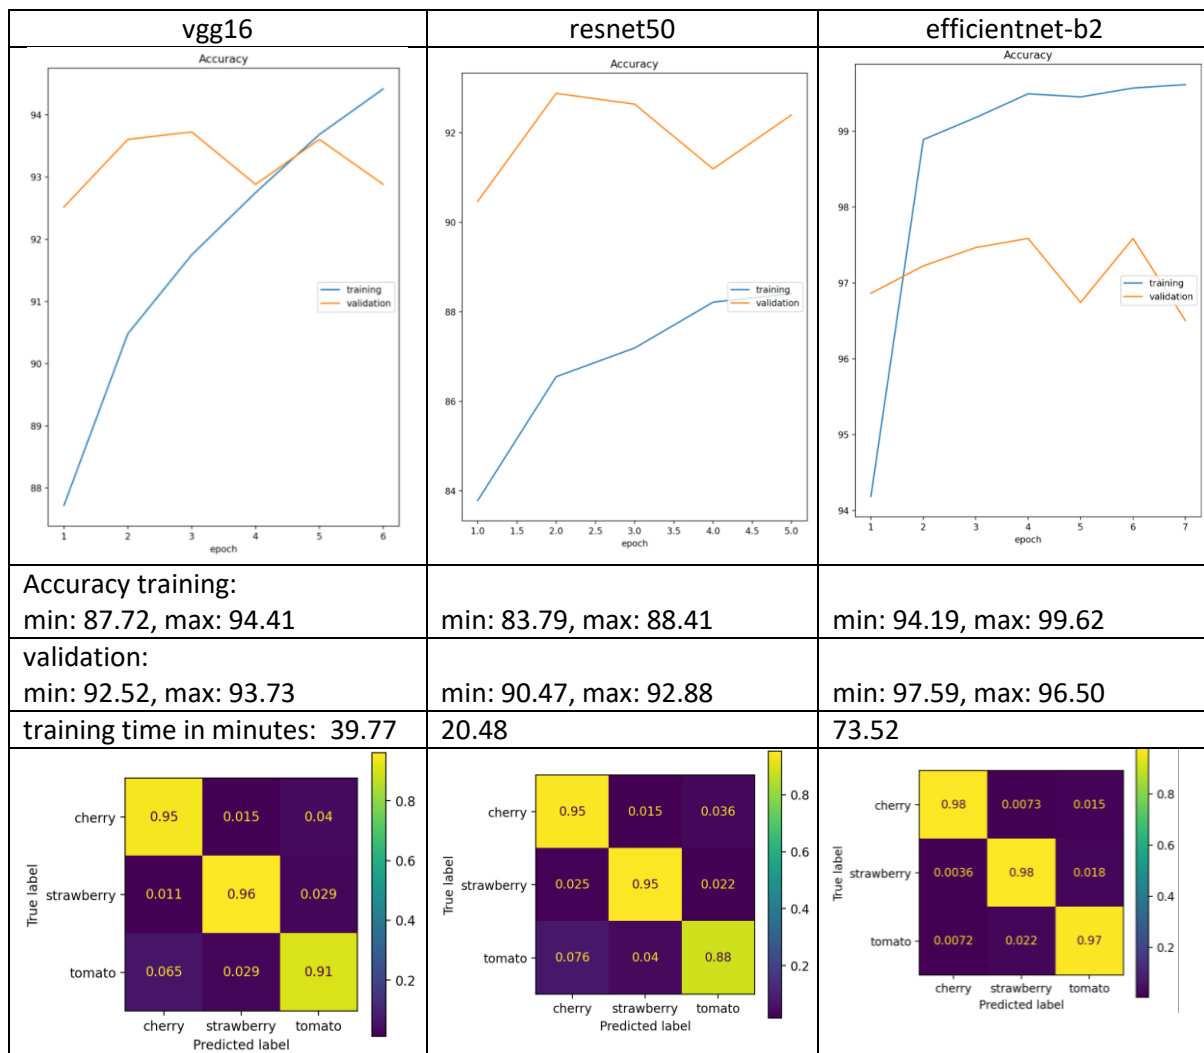 vgg16
resnet50
efficientnet-b2
Accuracy
94
93
92
91
90
89
88
training
validation
1 2 3 4 5 6
epoch
Accuracy
92
90
88
86
84
training
validation
1.0 1.5 2.0 2.5 3.0 3.5 4.0 4.5 5.0
epoch
Accuracy
99
98
97
96
95
94
training
validation
1 2 3 4 5 6 7
epoch
Accuracy training:
min: 87.72, max: 94.41
min: 83.79, max: 88.41
min: 94.19, max: 99.62
validation:
min: 92.52, max: 93.73
min: 90.47, max: 92.88
min: 97.59, max: 96.50
training time in minutes: 39.77
20.48
73.52
True label
cherry 0.95 0.015 0.04
strawberry 0.011 0.96 0.029
tomato 0.065 0.029 0.91
cherry strawberry tomato
Predicted label
0.8
0.6
0.4
0.2
True label
cherry 0.95 0.015 0.036
strawberry 0.025 0.95 0.022
tomato 0.076 0.04 0.88
cherry strawberry tomato
Predicted label
0.8
0.6
0.4
0.2
True label
cherry 0.98 0.0073 0.015
strawberry 0.0036 0.98 0.018
tomato 0.0072 0.022 0.97
cherry strawberry tomato
Predicted label
0.8
0.6
0.4
0.2